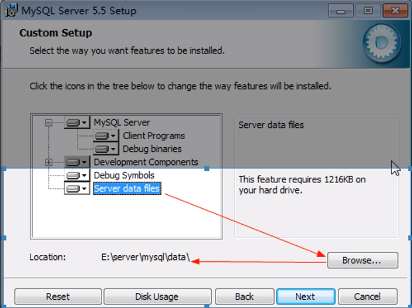 MySQL Server 5.5 Setup
Custom Setup
Select the way you want features to be installed.
Click the icons in the tree below to change the way features will be installed.
MySQL Server
Client Programs
Debug binaries
Development Components
Debug Symbols
Server data files
Server data files
This feature requires 1216KB on
your hard drive.
Location: E:\server\mysql\data\ Browse...
Reset Disk Usage Back Next Cancel